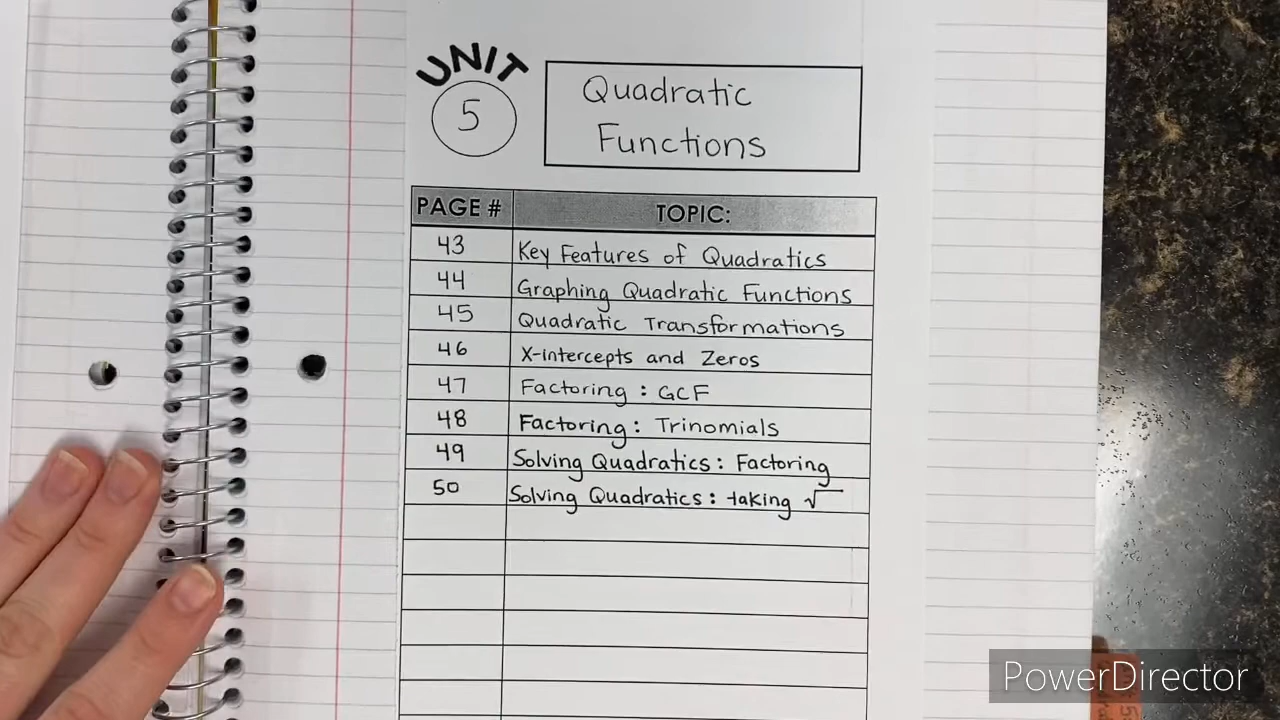 UNIT
5
Quadratic
Functions
PAGE # TOPIC:
43 Key Features of Quadratics
44 Graphing Quadratic Functions
45 Quadratic Transformations
46 X-intercepts and Zeros
47 Factoring : GCF
48 Factoring: Trinomials
49 Solving Quadratics: Factoring
50 Solving Quadratics: taking √
PowerDirector